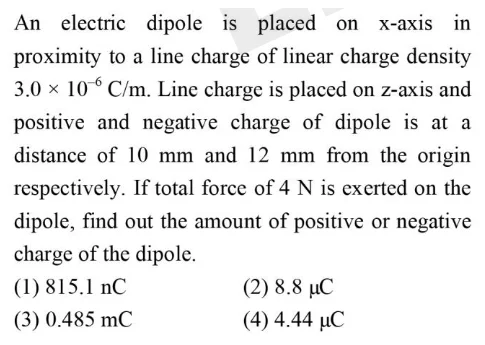 An electric dipole is placed on x-axis in
proximity to a line charge of linear charge density
3.0 × 10⁻⁶ C/m. Line charge is placed on z-axis and
positive and negative charge of dipole is at a
distance of 10 mm and 12 mm from the origin
respectively. If total force of 4 N is exerted on the
dipole, find out the amount of positive or negative
charge of the dipole.
(1) 815.1 nC (2) 8.8 μC
(3) 0.485 mC (4) 4.44 μC